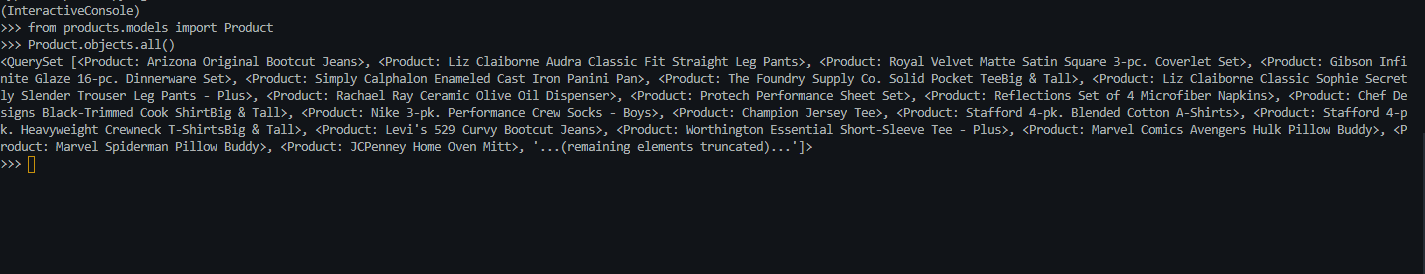 (InteractiveConsole)
>>> from products.models import Product
>>> Product.objects.all()
<QuerySet [<Product: Arizona Original Bootcut Jeans>, <Product: Liz Claiborne Audra Classic Fit Straight Leg Pants>, <Product: Royal Velvet Matte Satin Square 3-pc. Coverlet Set>, <Product: Gibson Infi
nite Glaze 16-pc. Dinnerware Set>, <Product: Simply Calphalon Enameled Cast Iron Panini Pan>, <Product: The Foundry Supply Co. Solid Pocket TeeBig & Tall>, <Product: Liz Claiborne Classic Sophie Secret
ly Slender Trouser Leg Pants - Plus>, <Product: Rachael Ray Ceramic Olive Oil Dispenser>, <Product: Protech Performance Sheet Set>, <Product: Reflections Set of 4 Microfiber Napkins>, <Product: Chef De
signs Black-Trimmed Cook ShirtBig & Tall>, <Product: Nike 3-pk. Performance Crew Socks - Boys>, <Product: Champion Jersey Tee>, <Product: Stafford 4-pk. Blended Cotton A-Shirts>, <Product: Stafford 4-p
k. Heavyweight Crewneck T-ShirtsBig & Tall>, <Product: Levi's 529 Curvy Bootcut Jeans>, <Product: Worthington Essential Short-Sleeve Tee - Plus>, <Product: Marvel Comics Avengers Hulk Pillow Buddy>, <P
roduct: Marvel Spiderman Pillow Buddy>, <Product: JCPenney Home Oven Mitt>, '...(remaining elements truncated)...']>
>>>